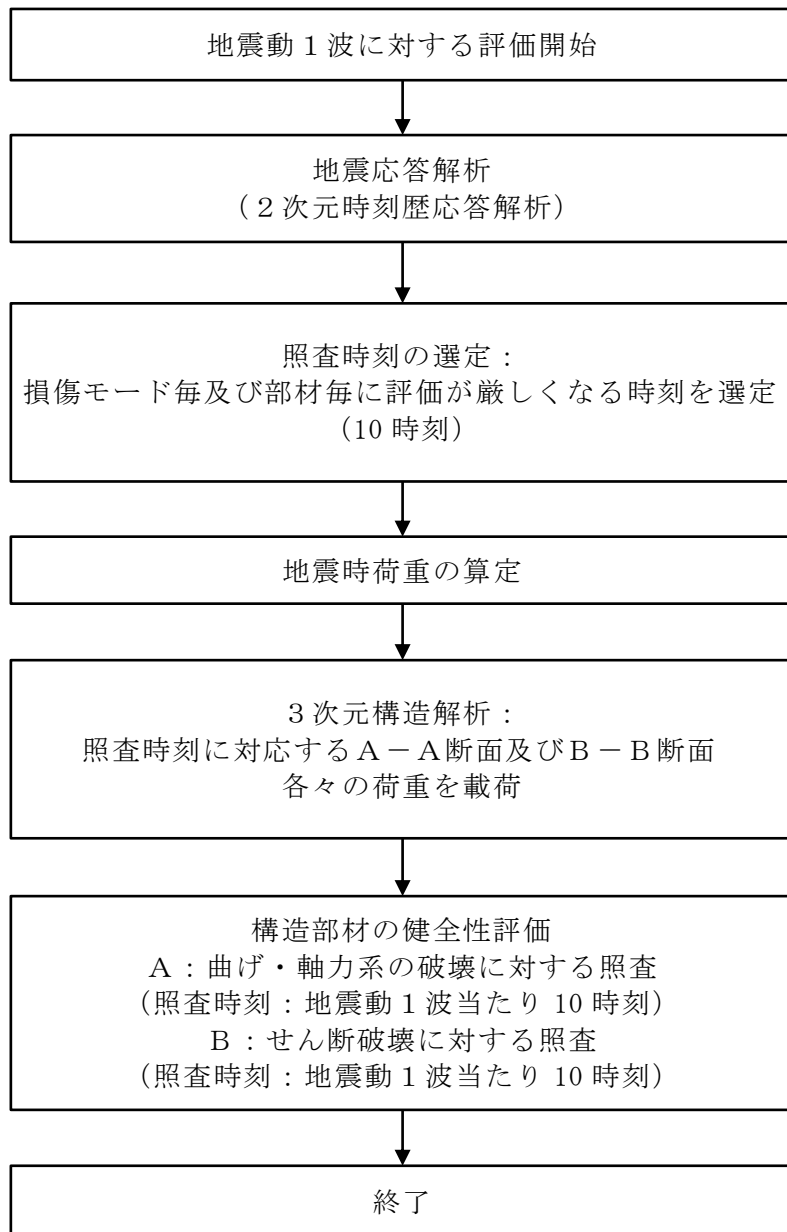 地震動１波に対する評価開始
地震応答解析
（２次元時刻歴応答解析）
照査時刻の選定：
損傷モード毎及び部材毎に評価が厳しくなる時刻を選定
（10 時刻）
地震時荷重の算定
３次元構造解析：
照査時刻に対応するＡ－Ａ断面及びＢ－Ｂ断面
各々の荷重を載荷
構造部材の健全性評価
Ａ：曲げ・軸力系の破壊に対する照査
（照査時刻：地震動１波当たり 10 時刻）
Ｂ：せん断破壊に対する照査
（照査時刻：地震動１波当たり 10 時刻）
終了